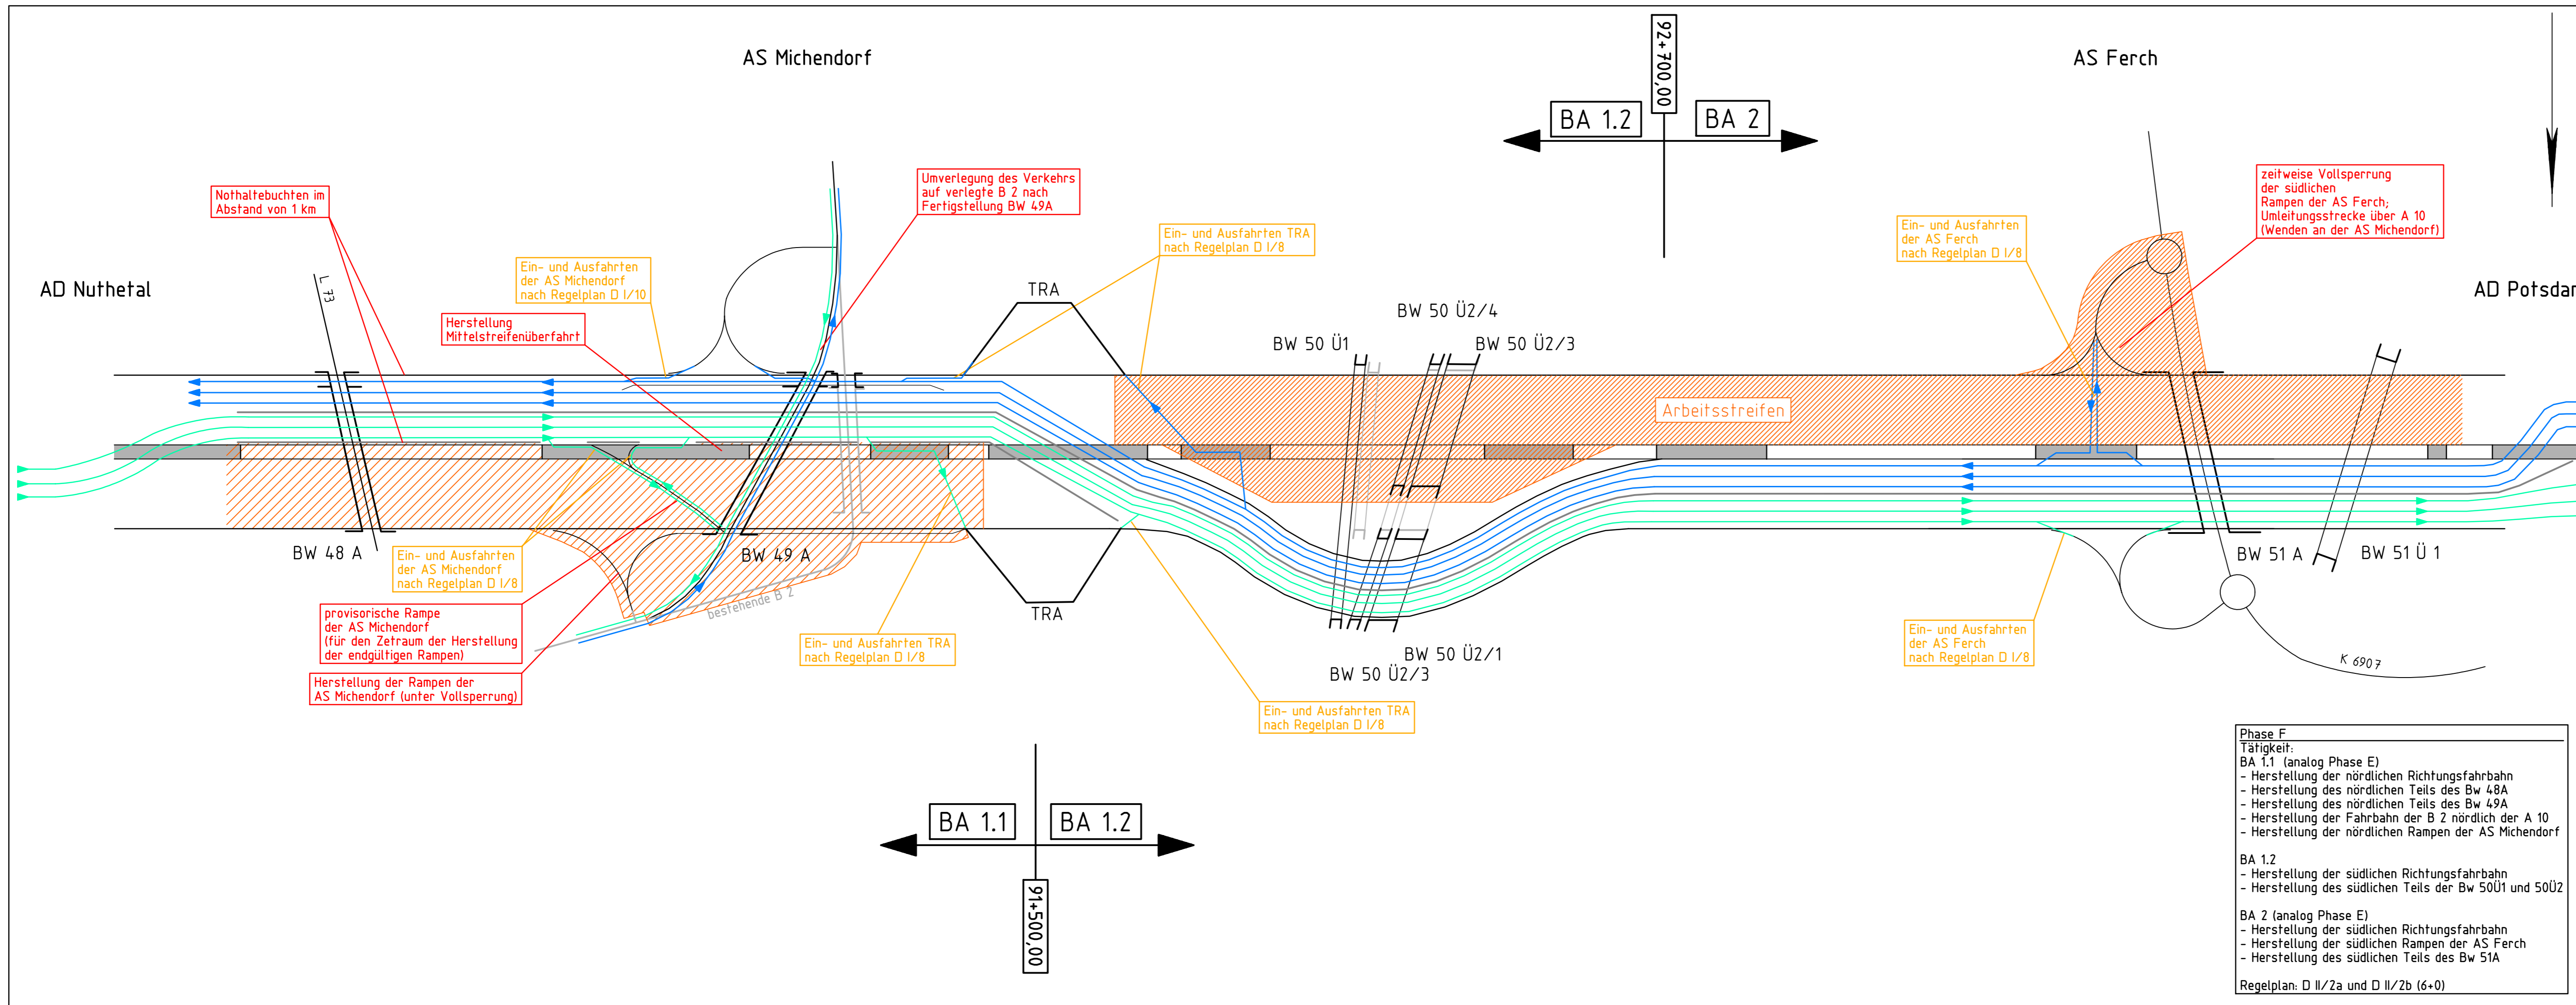 AS Michendorf
AS Ferch
92+700,00
BA 1.2
BA 2
Nothaltebuchten im
Abstand von 1 km
Umverlegung des Verkehrs
auf verlegte B 2 nach
Fertigstellung BW 49A
zeitweise Vollsperrung
der südlichen
Rampen der AS Ferch;
Umleitungsstrecke über A 10
(Wenden an der AS Michendorf)
Ein- und Ausfahrten TRA
nach Regelplan D I/8
Ein- und Ausfahrten
der AS Ferch
nach Regelplan D I/8
Ein- und Ausfahrten
der AS Michendorf
nach Regelplan D I/10
AD Nuthetal
L 73
TRA
AD Potsdam
Herstellung
Mittelstreifenüberfahrt
BW 50 Ü2/4
BW 50 Ü1
BW 50 Ü2/3
Arbeitsstreifen
BW 48 A
BW 49 A
BW 51 A
BW 51 Ü 1
Ein- und Ausfahrten
der AS Michendorf
nach Regelplan D I/8
bestehende B 2
TRA
provisorische Rampe
der AS Michendorf
(für den Zetraum der Herstellung
der endgültigen Rampen)
Ein- und Ausfahrten TRA
nach Regelplan D I/8
Ein- und Ausfahrten
der AS Ferch
nach Regelplan D I/8
BW 50 Ü2/1
BW 50 Ü2/3
K 6907
Herstellung der Rampen der
AS Michendorf (unter Vollsperrung)
Ein- und Ausfahrten TRA
nach Regelplan D I/8
BA 1.1
BA 1.2
91+500,00
Phase F
Tätigkeit:
BA 1.1 (analog Phase E)
- Herstellung der nördlichen Richtungsfahrbahn
- Herstellung des nördlichen Teils des Bw 48A
- Herstellung des nördlichen Teils des Bw 49A
- Herstellung der Fahrbahn der B 2 nördlich der A 10
- Herstellung der nördlichen Rampen der AS Michendorf
BA 1.2
- Herstellung der südlichen Richtungsfahrbahn
- Herstellung des südlichen Teils der Bw 50Ü1 und 50Ü2
BA 2 (analog Phase E)
- Herstellung der südlichen Richtungsfahrbahn
- Herstellung der südlichen Rampen der AS Ferch
- Herstellung des südlichen Teils des Bw 51A
Regelplan: D II/2a und D II/2b (6+0)